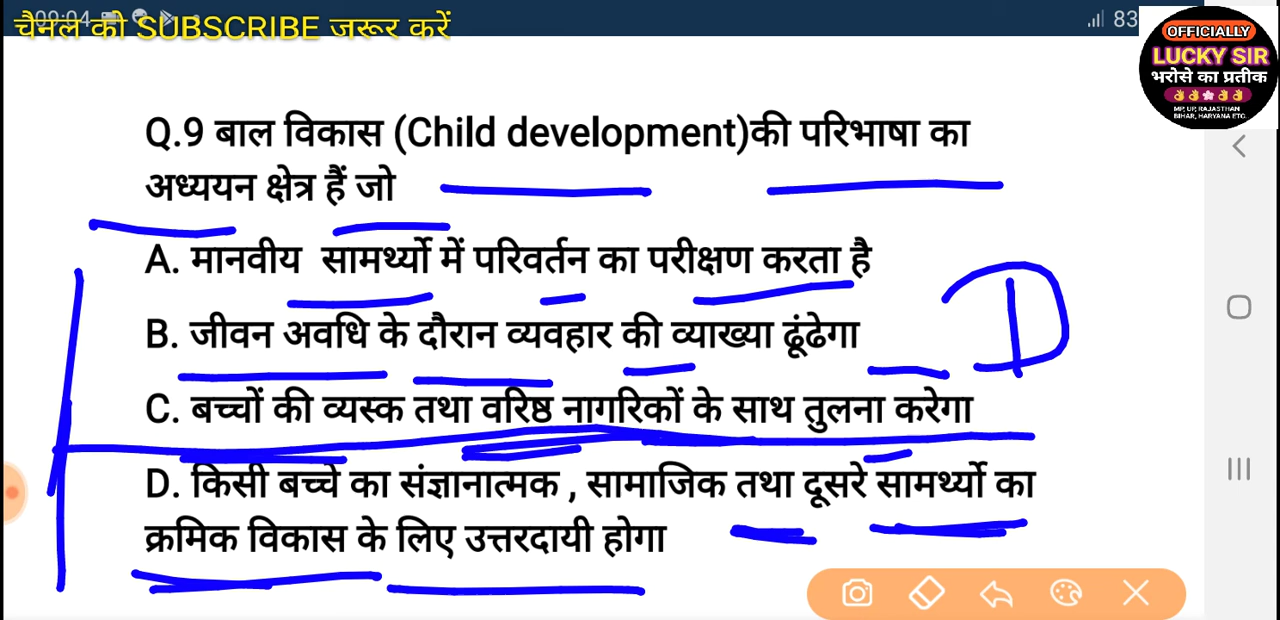 09:04
चैनल को SUBSCRIBE जरूर करें
83
OFFICIALLY
LUCKY SIR
भरोसे का प्रतीक
MP, UP, RAJASTHAN
BIHAR, HARYANA ETC.
Q.9 बाल विकास (Child development)की परिभाषा का
अध्ययन क्षेत्र हैं जो
A. मानवीय सामर्थ्यो में परिवर्तन का परीक्षण करता है
B. जीवन अवधि के दौरान व्यवहार की व्याख्या ढूंढेगा
C. बच्चों की व्यस्क तथा वरिष्ठ नागरिकों के साथ तुलना करेगा
D. किसी बच्चे का संज्ञानात्मक , सामाजिक तथा दूसरे सामर्थ्यो का
क्रमिक विकास के लिए उत्तरदायी होगा
D